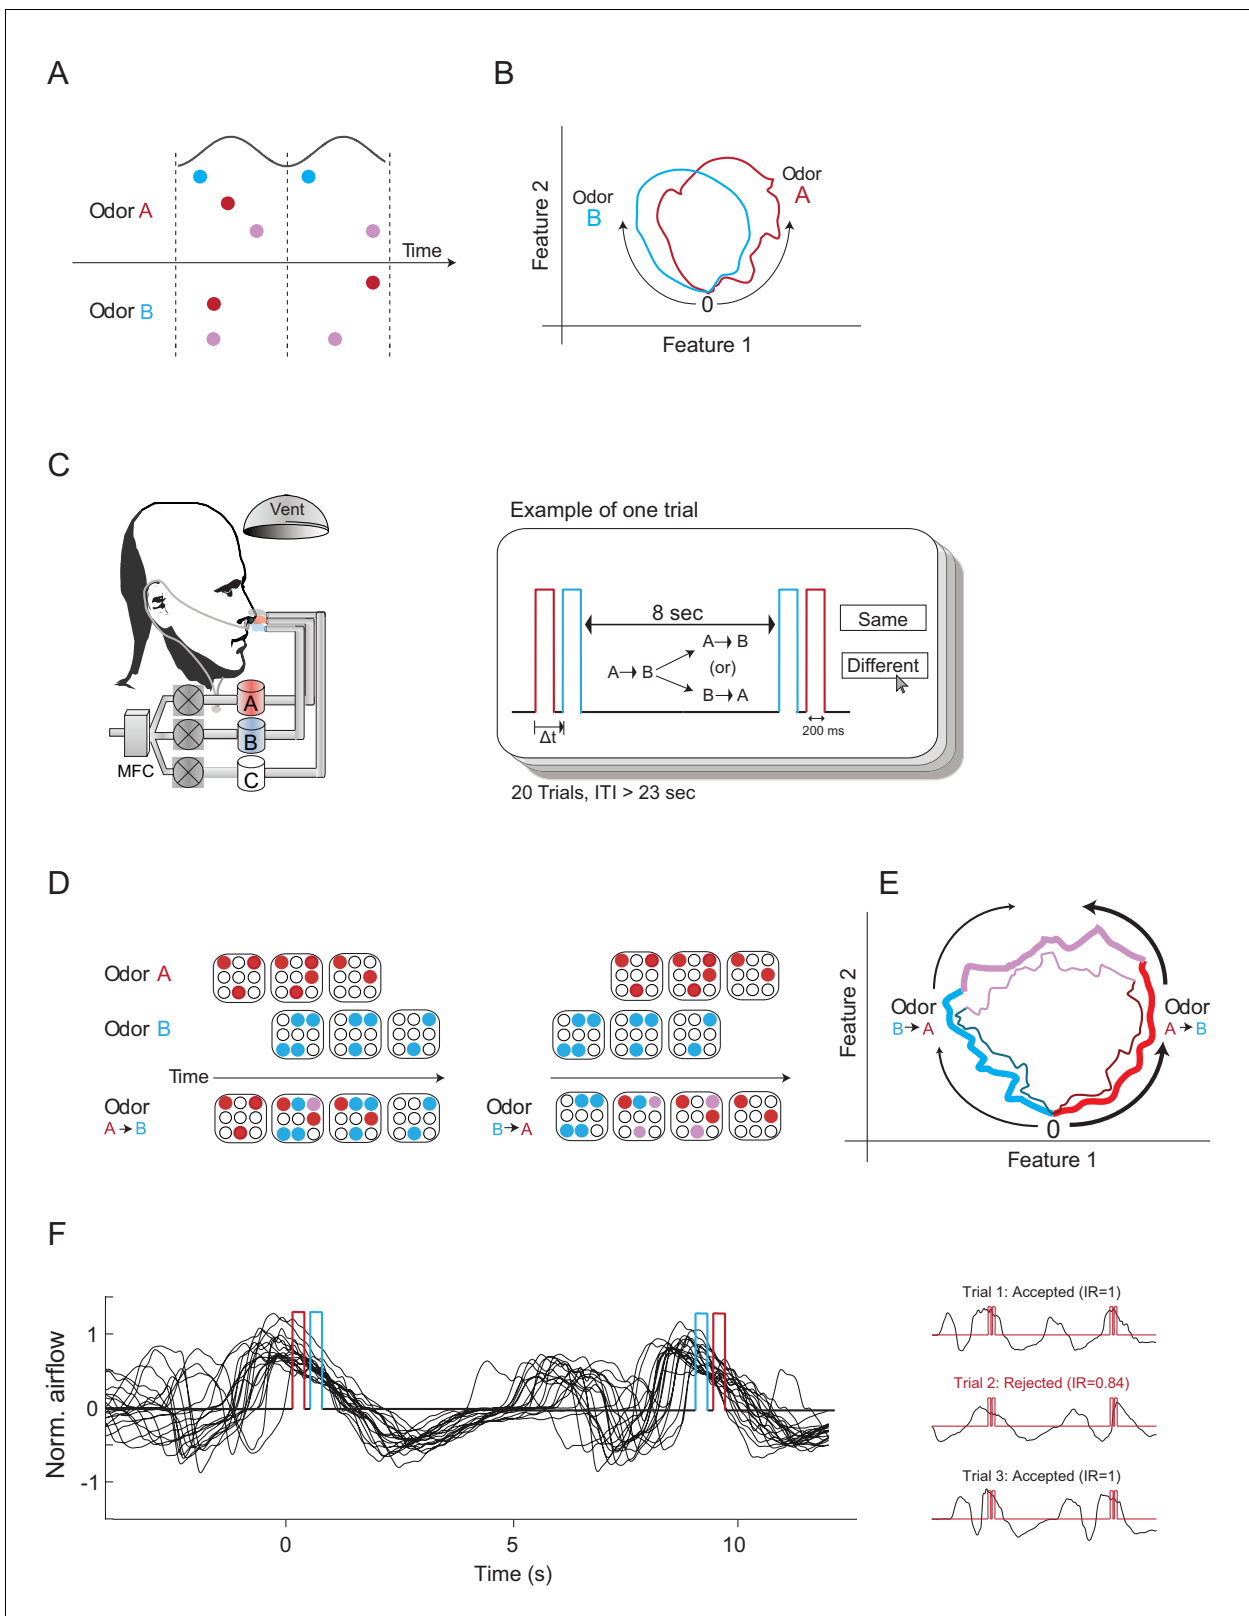 A
Odor A
Time
Odor B
B
Feature 2
Odor
B
Odor
A
0
Feature 1
C
Vent
A
B
C
MFC
Example of one trial
8 sec
A→B
A→B
(or)
B→A
Δt
200 ms
Same
Different
20 Trials, ITI > 23 sec
D
Odor A
Odor B
Time
Odor
A→B
Odor
B→A
E
Feature 2
Odor
B→A
Odor
A→B
0
Feature 1
F
Norm. airflow
1
0
-1
0
5
10
Time (s)
Trial 1: Accepted (IR=1)
Trial 2: Rejected (IR=0.84)
Trial 3: Accepted (IR=1)